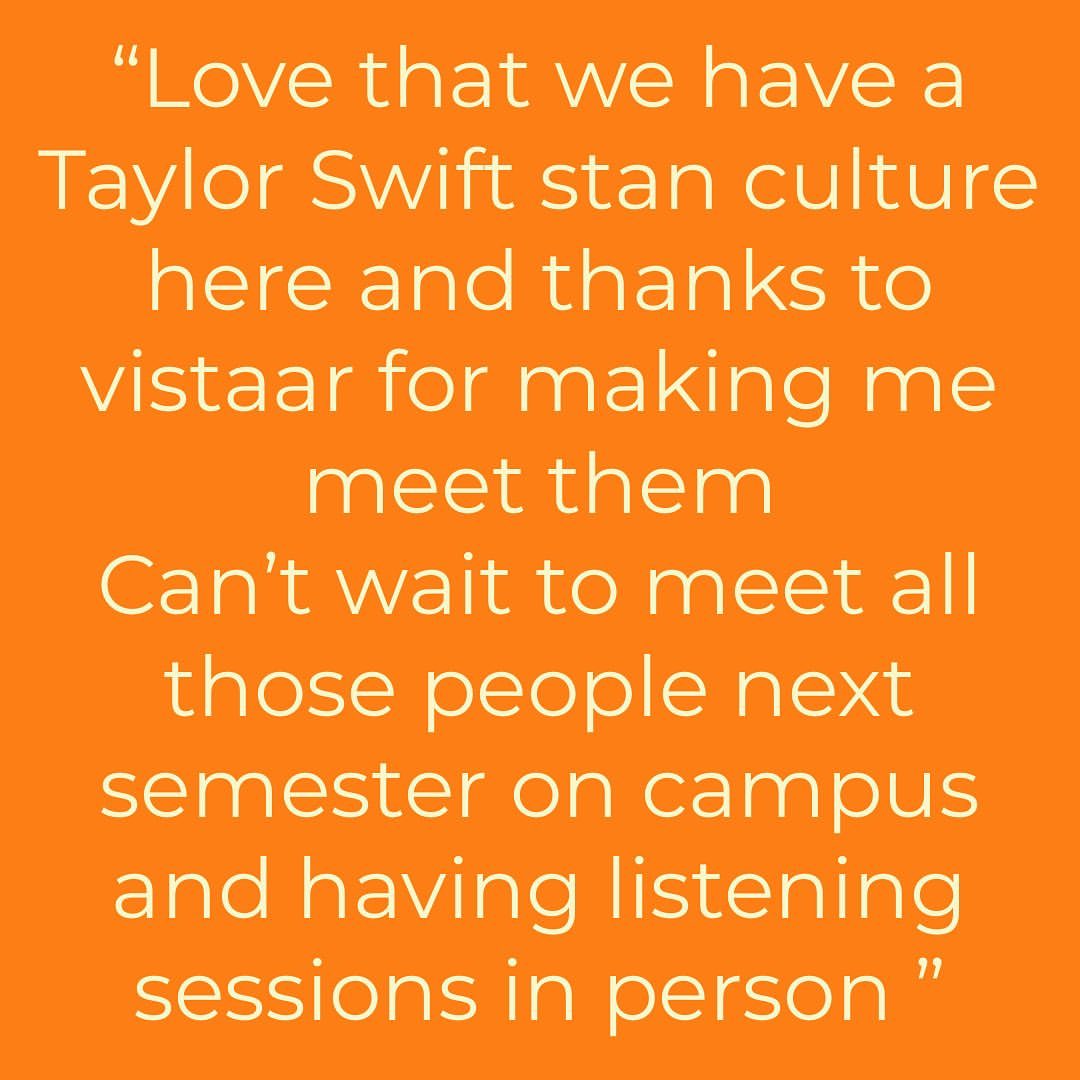 “Love that we have a
Taylor Swift stan culture
here and thanks to
vistaar for making me
meet them
Can’t wait to meet all
those people next
semester on campus
and having listening
sessions in person ”